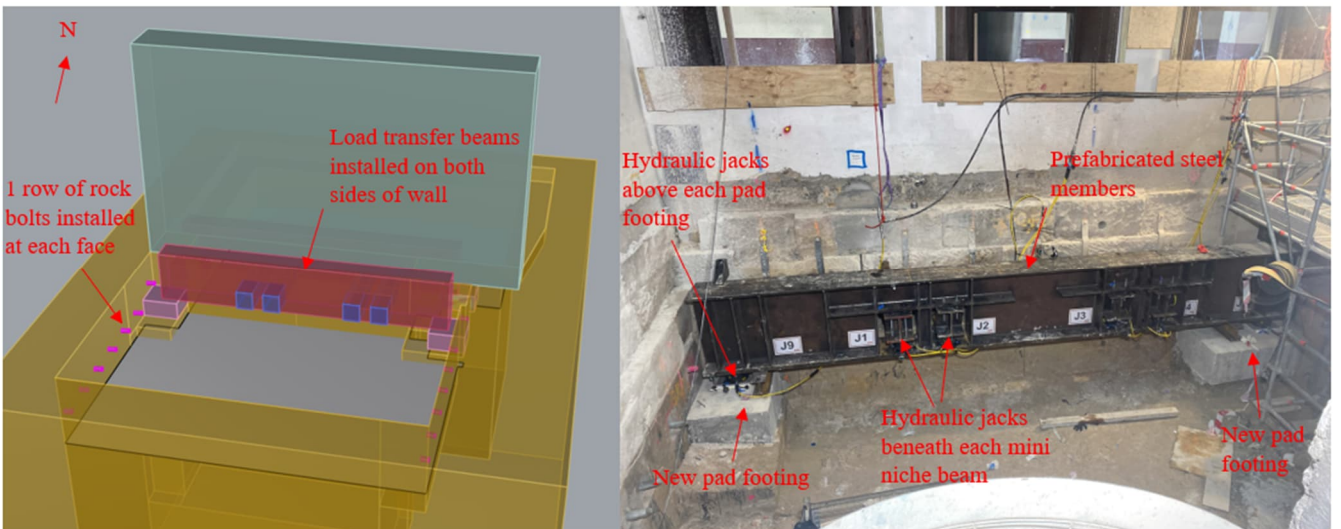 N
Load transfer beams
installed on both
sides of wall
1 row of rock
bolts installed
at each face
Hydraulic jacks
above each pad
footing
Prefabricated steel
members
J9
J1
J2
J3
Hydraulic jacks
beneath each mini
niche beam
New pad footing
New pad
footing